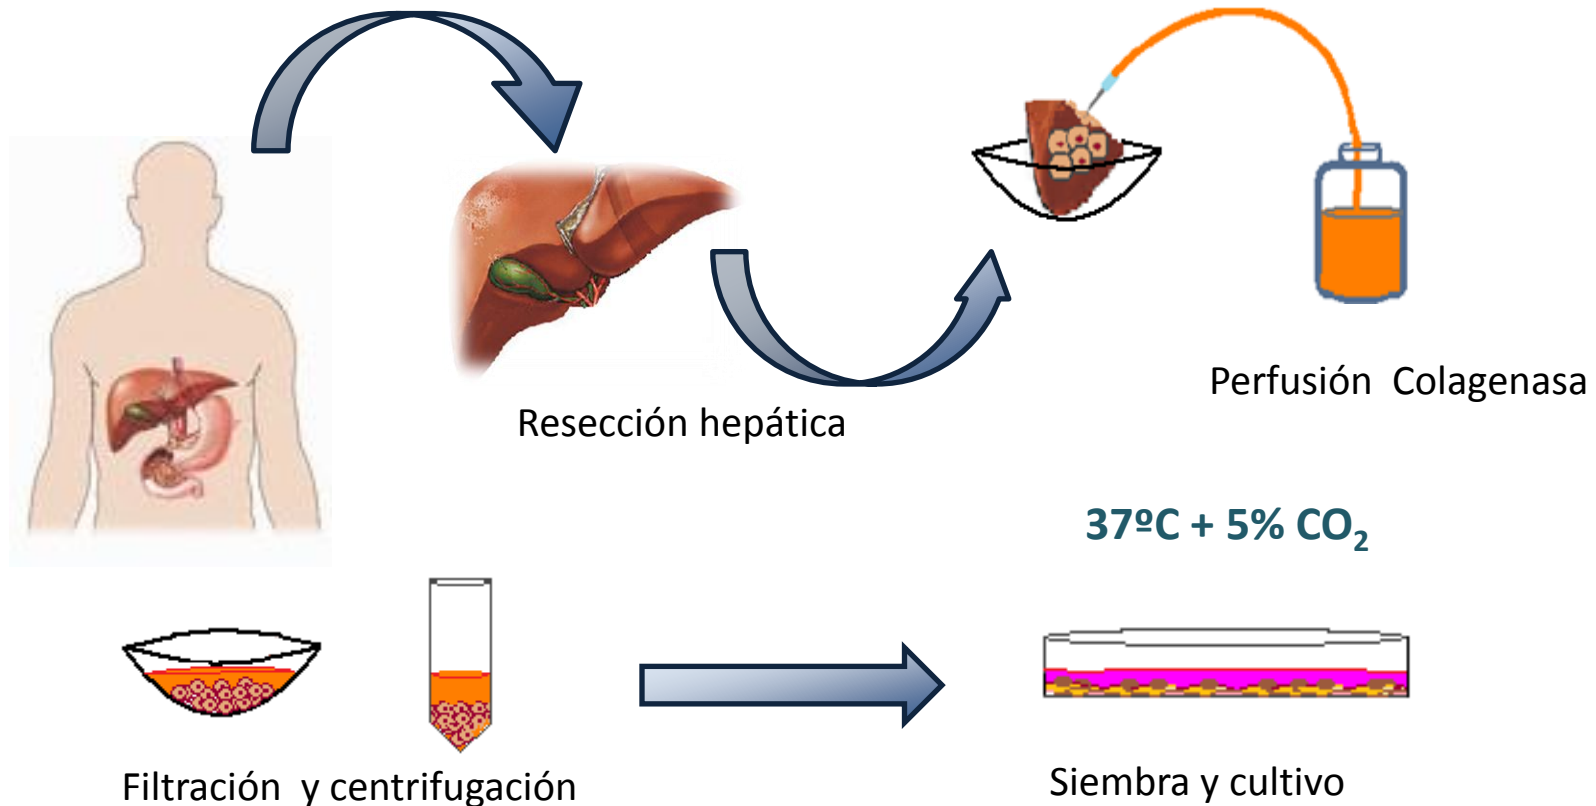 Resección hepática
Perfusión  Colagenasa
37ºC + 5% CO₂
Filtración  y centrifugación
Siembra y cultivo